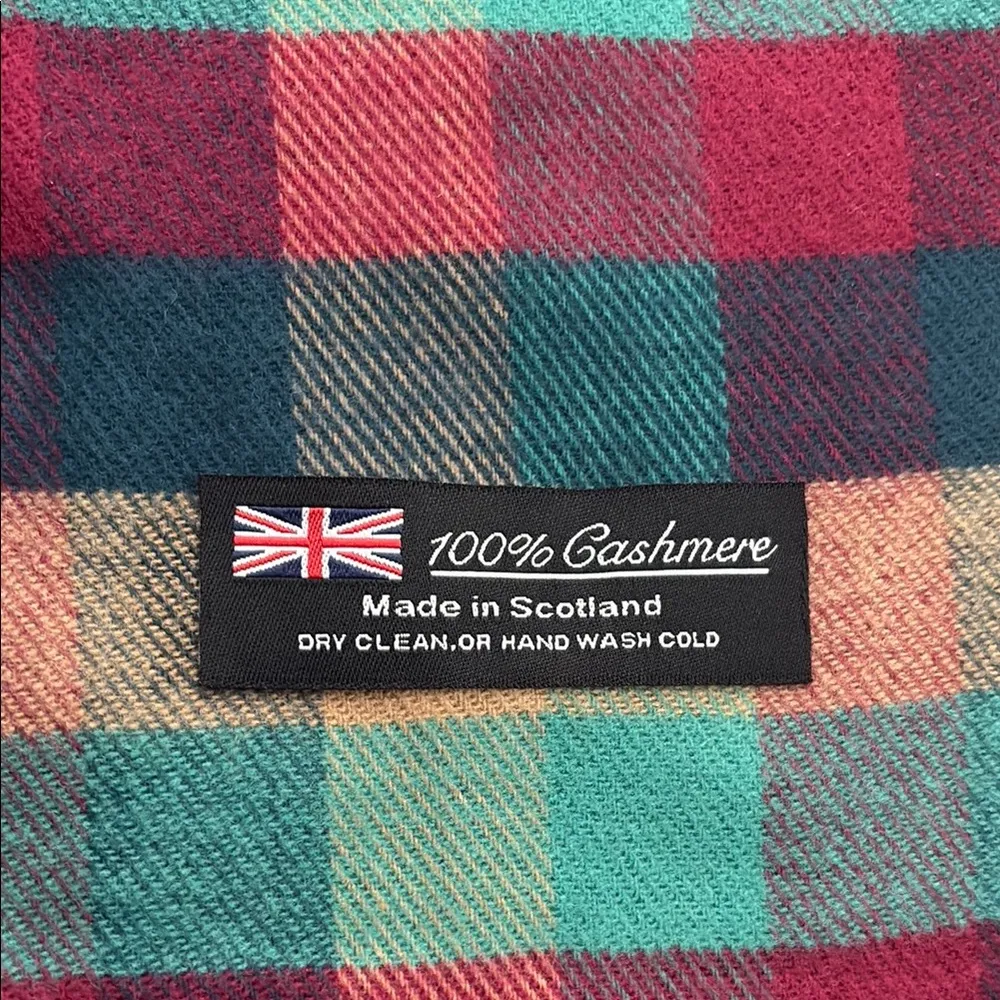 100% Cashmere
Made in Scotland
DRY CLEAN,OR HAND WASH COLD